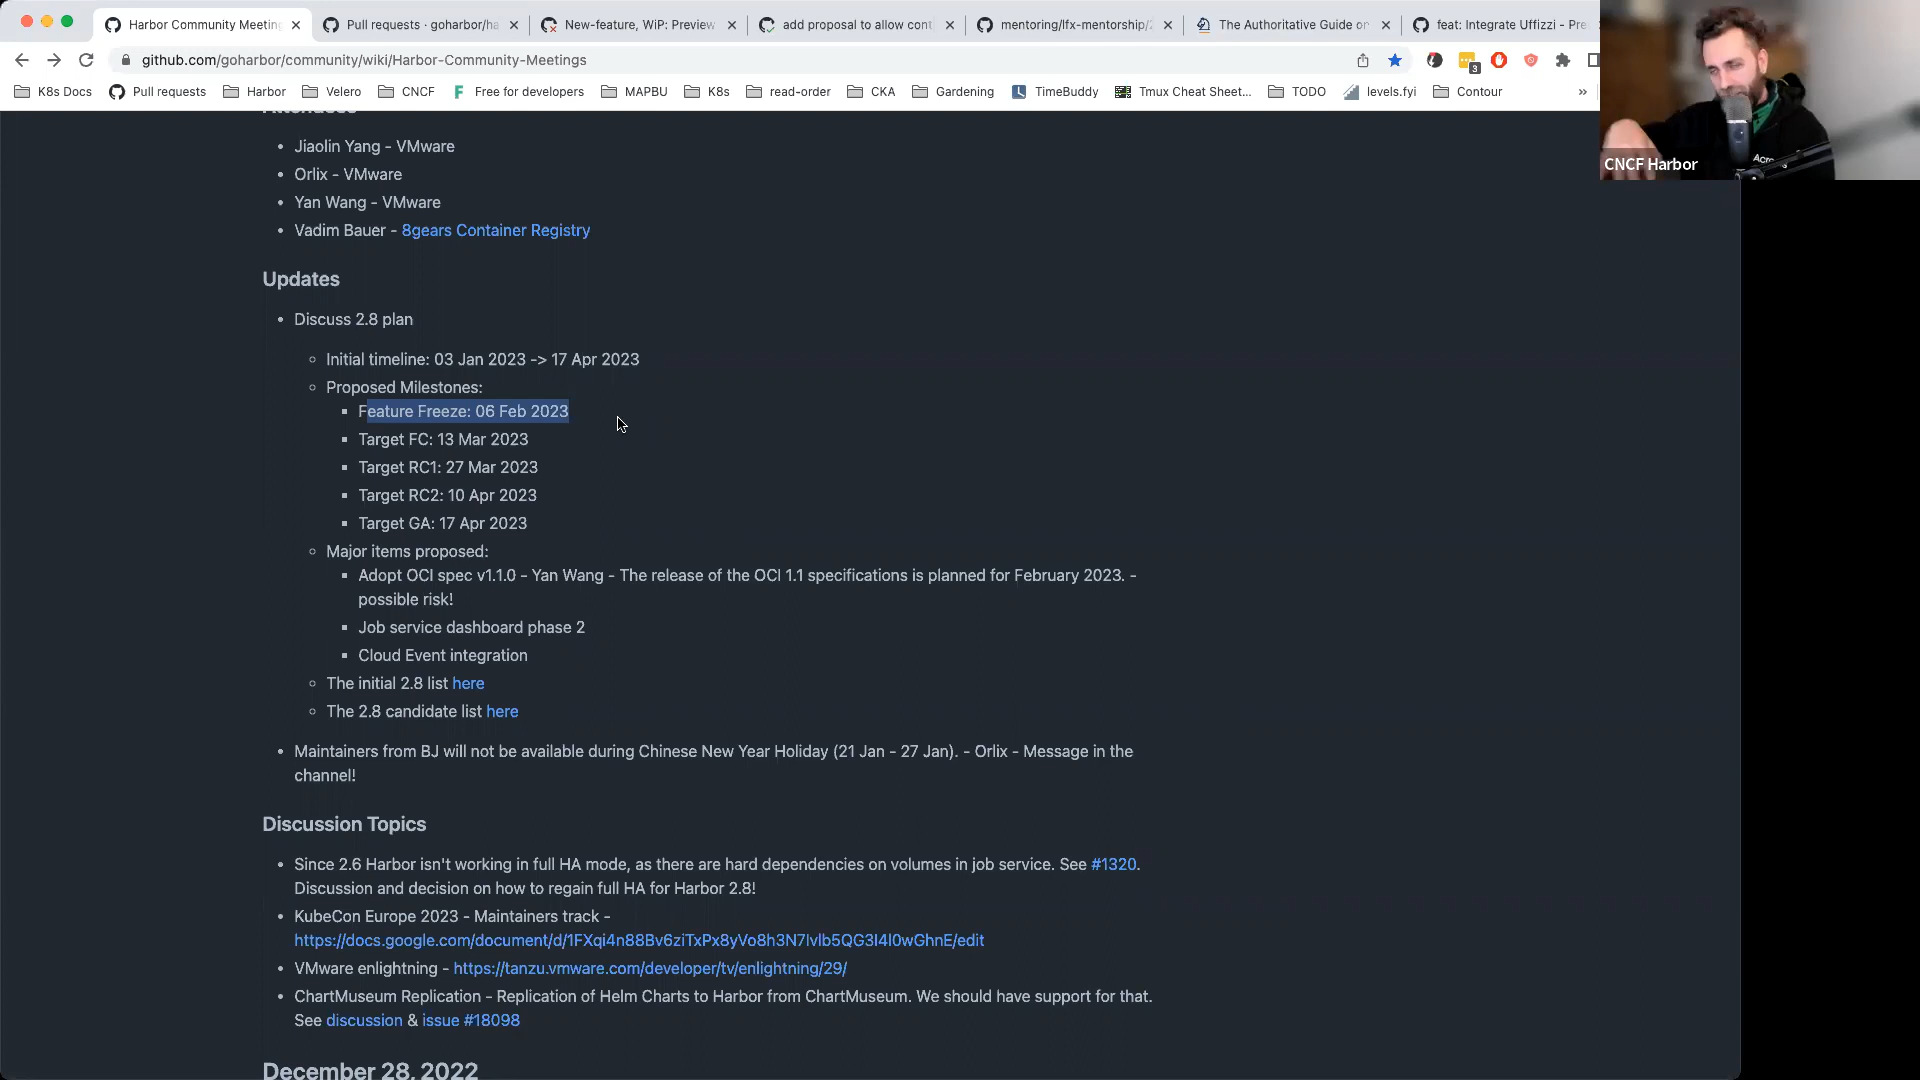 Harbor Community Meeting
Pull requests · goharbor/ha
New-feature, WiP: Preview
add proposal to allow cont
mentoring/lfx-mentorship/2
The Authoritative Guide on
feat: Integrate Uffizzi - Pre
github.com/goharbor/community/wiki/Harbor-Community-Meetings
3
K8s Docs
Pull requests
Harbor
Velero
CNCF
Free for developers
MAPBU
K8s
read-order
CKA
Gardening
TimeBuddy
Tmux Cheat Sheet...
TODO
levels.fyi
Contour
»
CNCF Harbor
Attendees
• Jiaolin Yang - VMware
• Orlix - VMware
• Yan Wang - VMware
• Vadim Bauer - 8gears Container Registry
Updates
• Discuss 2.8 plan
◦ Initial timeline: 03 Jan 2023 -> 17 Apr 2023
◦ Proposed Milestones:
▪ Feature Freeze: 06 Feb 2023
▪ Target FC: 13 Mar 2023
▪ Target RC1: 27 Mar 2023
▪ Target RC2: 10 Apr 2023
▪ Target GA: 17 Apr 2023
◦ Major items proposed:
▪ Adopt OCI spec v1.1.0 - Yan Wang - The release of the OCI 1.1 specifications is planned for February 2023. -
possible risk!
▪ Job service dashboard phase 2
▪ Cloud Event integration
◦ The initial 2.8 list here
◦ The 2.8 candidate list here
• Maintainers from BJ will not be available during Chinese New Year Holiday (21 Jan - 27 Jan). - Orlix - Message in the
channel!
Discussion Topics
• Since 2.6 Harbor isn't working in full HA mode, as there are hard dependencies on volumes in job service. See #1320.
Discussion and decision on how to regain full HA for Harbor 2.8!
• KubeCon Europe 2023 - Maintainers track -
https://docs.google.com/document/d/1FXqi4n88Bv6ziTxPx8yVo8h3N7lvlb5QG3I4l0wGhnE/edit
• VMware enlightning - https://tanzu.vmware.com/developer/tv/enlightning/29/
• ChartMuseum Replication - Replication of Helm Charts to Harbor from ChartMuseum. We should have support for that.
See discussion & issue #18098
December 28, 2022